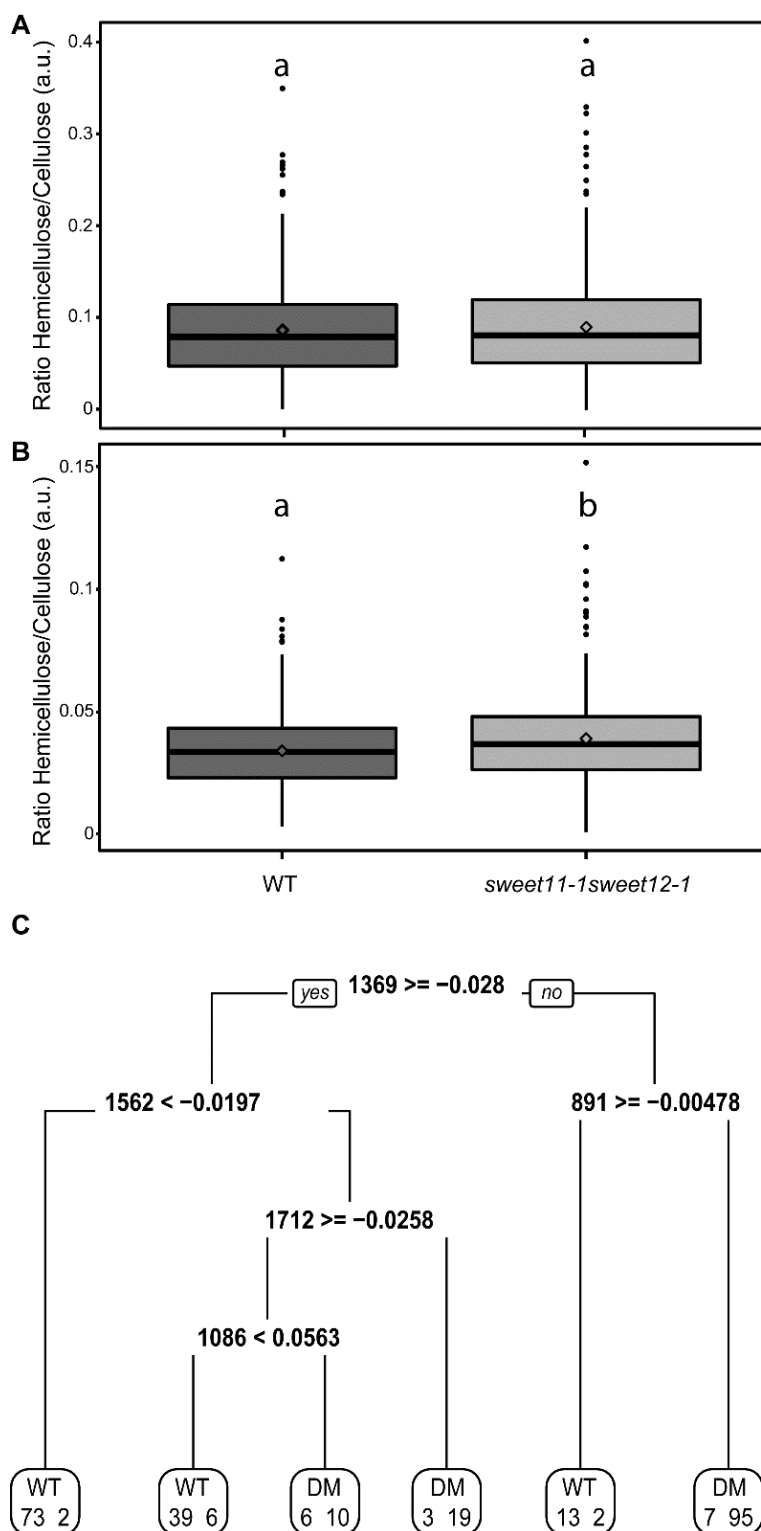 A
Ratio Hemicellulose/Cellulose (a.u.)
0.4
0.3
0.2
0.1
0
a a
B
Ratio Hemicellulose/Cellulose (a.u.)
0.15
0.1
0.05
0
a b
WT sweet11-1sweet12-1
C
yes 1369 >= −0.028 no
1562 < −0.0197 891 >= −0.00478
1712 >= −0.0258
1086 < 0.0563
WT WT DM DM WT DM
73 2 39 6 6 10 3 19 13 2 7 95